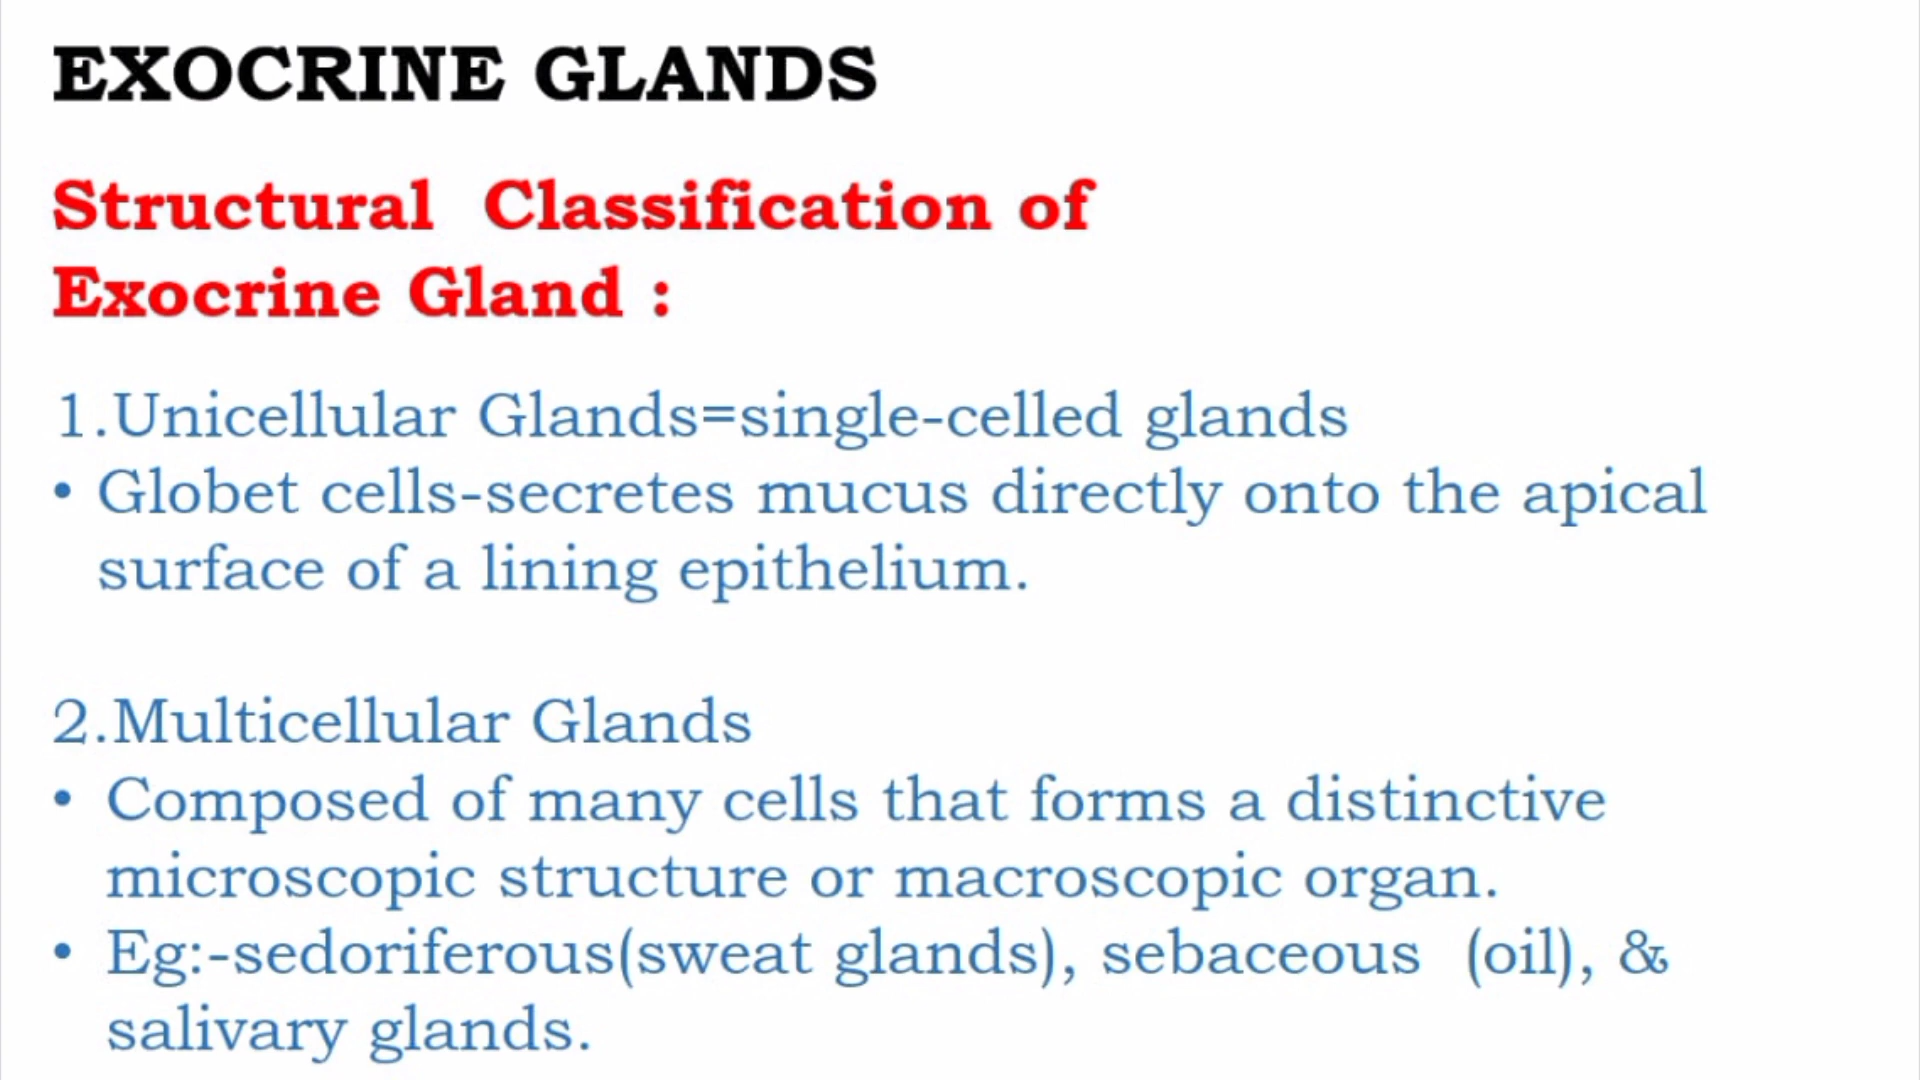 EXOCRINE GLANDS
Structural Classification of
Exocrine Gland :
1.Unicellular Glands=single-celled glands
• Globet cells-secretes mucus directly onto the apical
surface of a lining epithelium.
2.Multicellular Glands
• Composed of many cells that forms a distinctive
microscopic structure or macroscopic organ.
• Eg:-sedoriferous(sweat glands), sebaceous (oil), &
salivary glands.